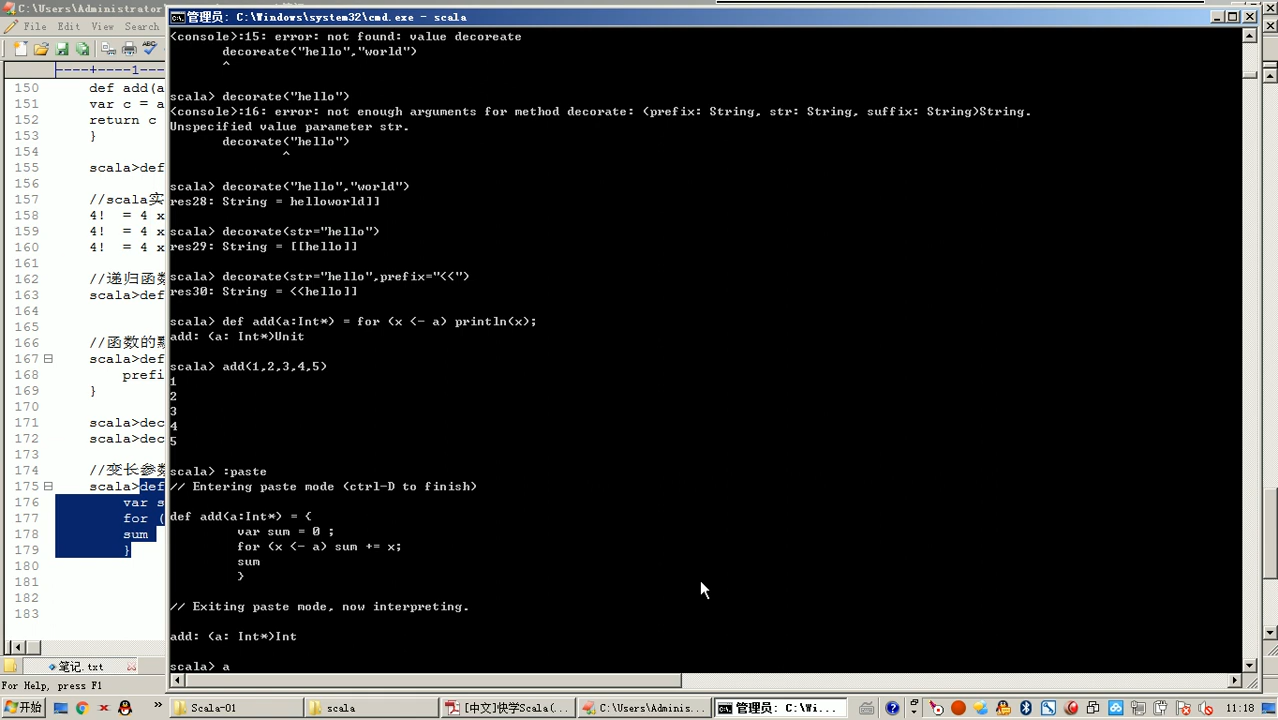 C:\Users\Administrator
管理员: C:\Windows\system32\cmd.exe - scala
File Edit View Search
----+----1--
<console>:15: error: not found: value decoreate
decoreate("hello","world")
^
scala> decorate("hello")
<console>:16: error: not enough arguments for method decorate: (prefix: String, str: String, suffix: String)String.
Unspecified value parameter str.
decorate("hello")
^
scala> decorate("hello","world")
res28: String = helloworld]]
scala> decorate(str="hello")
res29: String = [[hello]]
scala> decorate(str="hello",prefix="<<")
res30: String = <<hello]]
scala> def add(a:Int*) = for (x <- a) println(x);
add: (a: Int*)Unit
scala> add(1,2,3,4,5)
1
2
3
4
5
scala> :paste
// Entering paste mode (ctrl-D to finish)
def add(a:Int*) = {
var sum = 0 ;
for (x <- a) sum += x;
sum
}
// Exiting paste mode, now interpreting.
add: (a: Int*)Int
scala> a
150 def add(a
151 var c = a
152 return c
153 }
154
155 scala>def
156
157 //scala实
158 4! = 4 x
159 4! = 4 x
160 4! = 4 x
161
162 //递归函数
163 scala>def
164
165
166 //函数的默
167 scala>def
168 prefi
169 }
170
171 scala>dec
172 scala>dec
173
174 //变长参数
175 scala>def
176 var s
177 for (
178 sum
179 }
180
181
182
183
笔记.txt
For Help, press F1
开始
Scala-01
scala
[中文]快学Scala(...
C:\Users\Adminis...
管理员: C:\Wi...
11:18